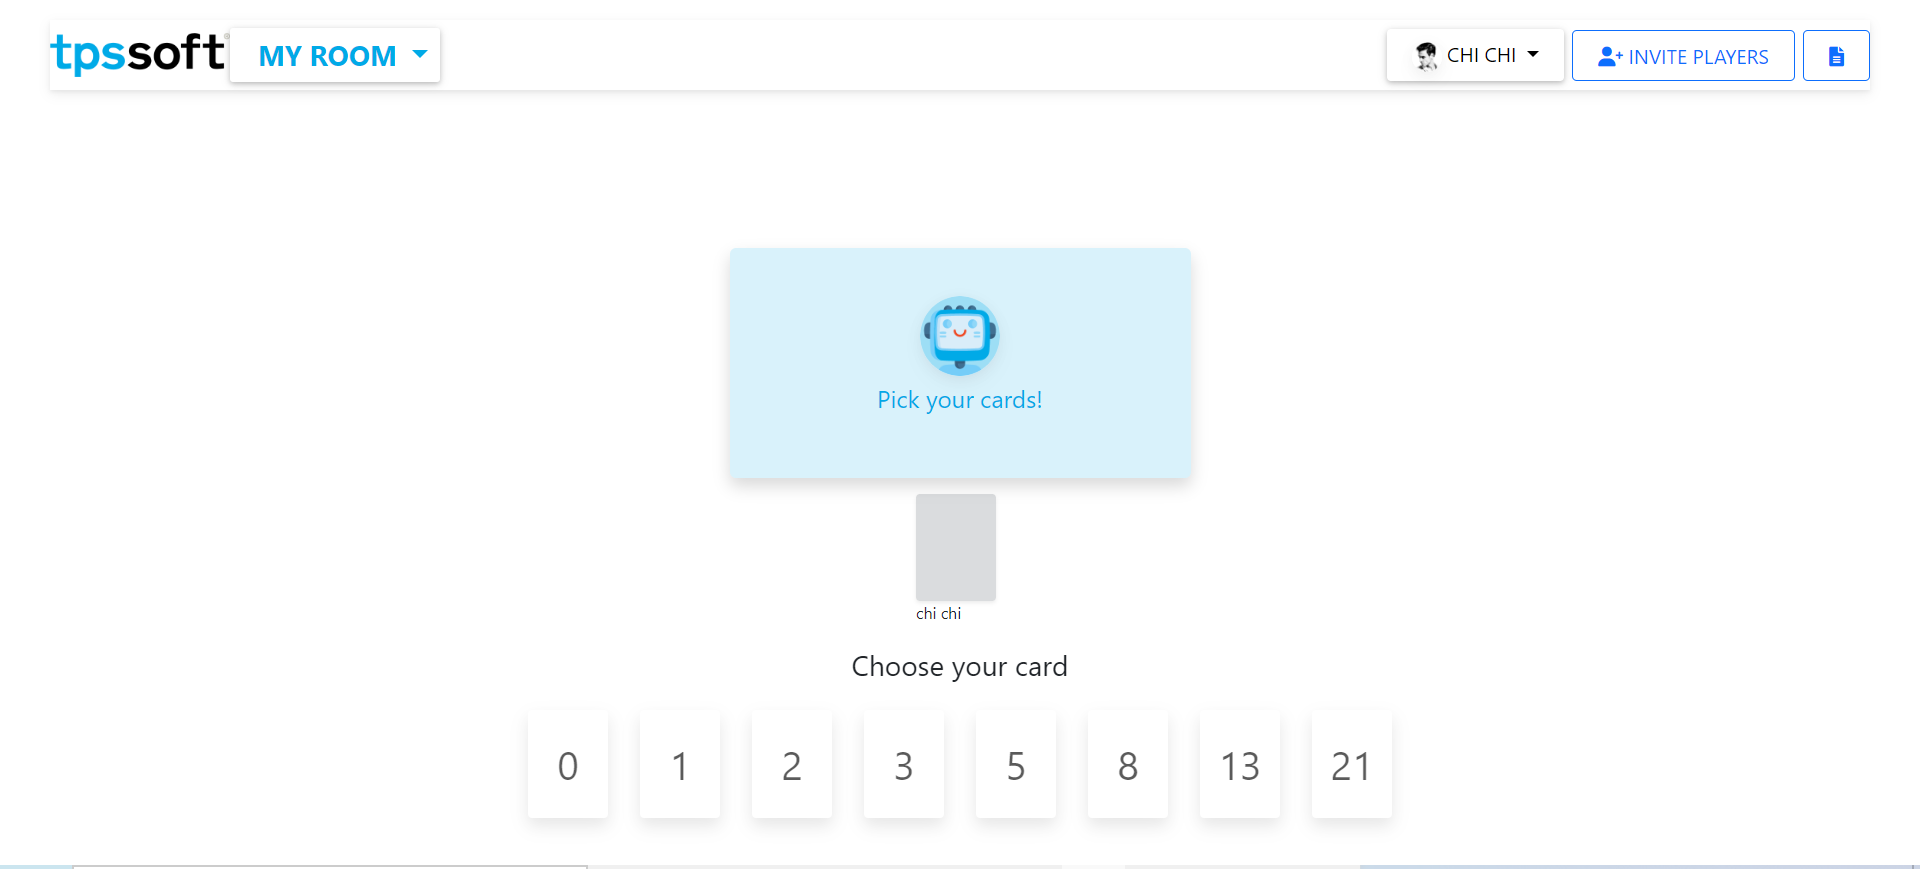 tpssoft
MY ROOM
CHI CHI
INVITE PLAYERS
Pick your cards!
chi chi
Choose your card
0 1 2 3 5 8 13 21